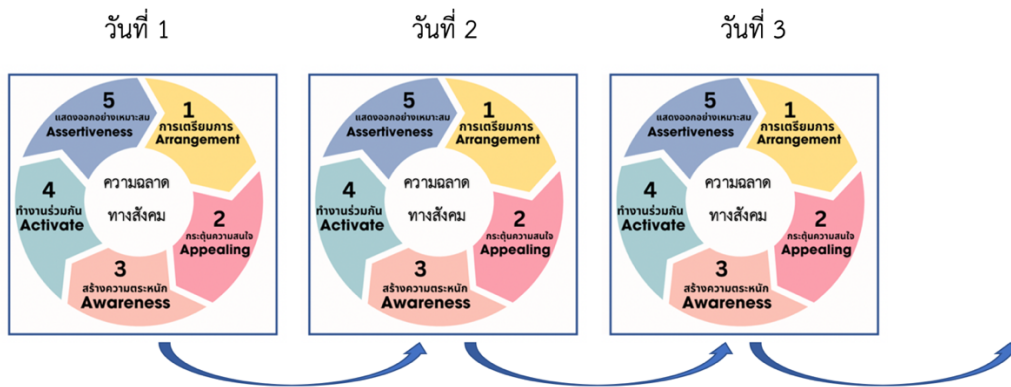 วันที่ 1
วันที่ 2
วันที่ 3
1
การเตรียมการ
Arrangement
2
กระตุ้นความสนใจ
Appealing
3
สร้างความตระหนัก
Awareness
4
ทำงานร่วมกัน
Activate
5
แสดงออกอย่างเหมาะสม
Assertiveness
ความฉลาด
ทางสังคม
1
การเตรียมการ
Arrangement
2
กระตุ้นความสนใจ
Appealing
3
สร้างความตระหนัก
Awareness
4
ทำงานร่วมกัน
Activate
5
แสดงออกอย่างเหมาะสม
Assertiveness
ความฉลาด
ทางสังคม
1
การเตรียมการ
Arrangement
2
กระตุ้นความสนใจ
Appealing
3
สร้างความตระหนัก
Awareness
4
ทำงานร่วมกัน
Activate
5
แสดงออกอย่างเหมาะสม
Assertiveness
ความฉลาด
ทางสังคม